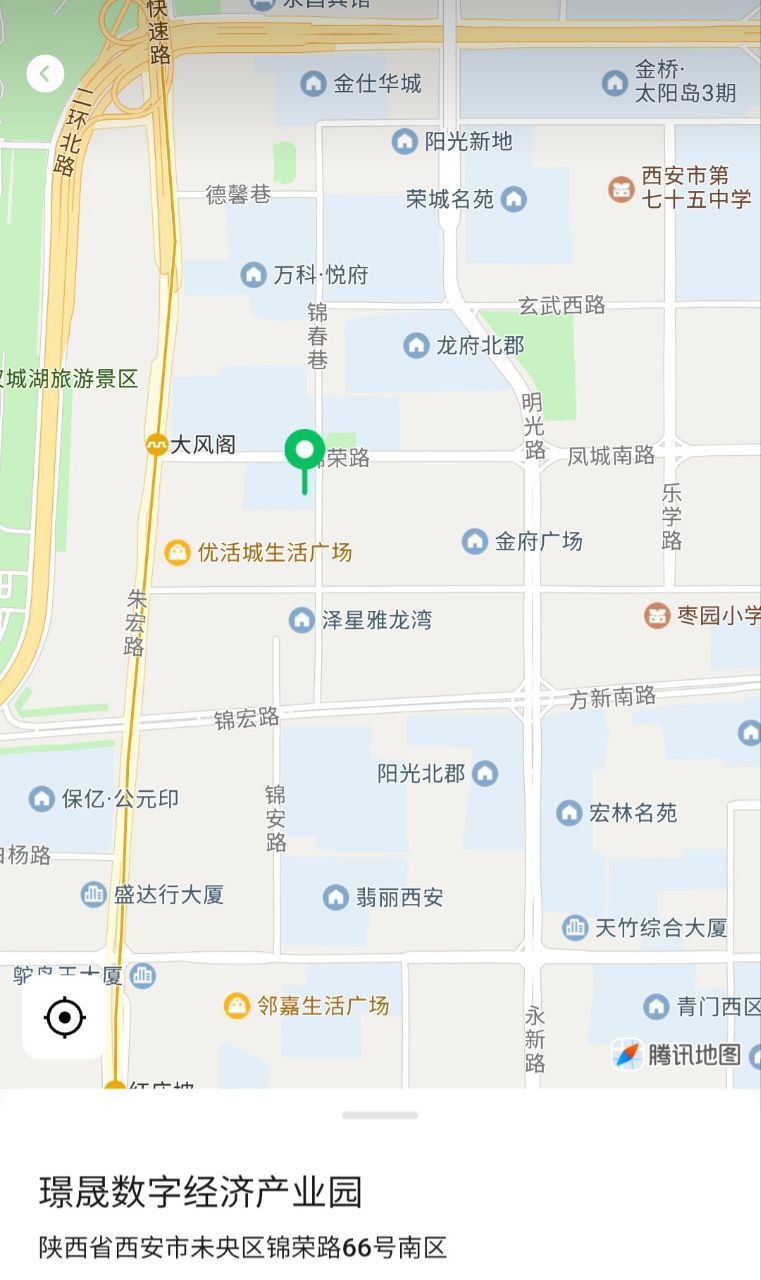 快速路
金仕华城
金桥·
太阳岛3期
二环北路
阳光新地
西安市第
七十五中学
德馨巷
荣城名苑
万科·悦府
锦春巷
玄武西路
龙府北郡
城湖旅游景区
明光路
大风阁
荣路
凤城南路
乐学路
优活城生活广场
金府广场
朱宏路
泽星雅龙湾
枣园小学
锦宏路
方新南路
阳光北郡
保亿·公元印
锦安路
宏林名苑
杨路
盛达行大厦
翡丽西安
天竹综合大厦
大厦
邻嘉生活广场
青门西区
永新路
腾讯地图
璟晟数字经济产业园
陕西省西安市未央区锦荣路66号南区